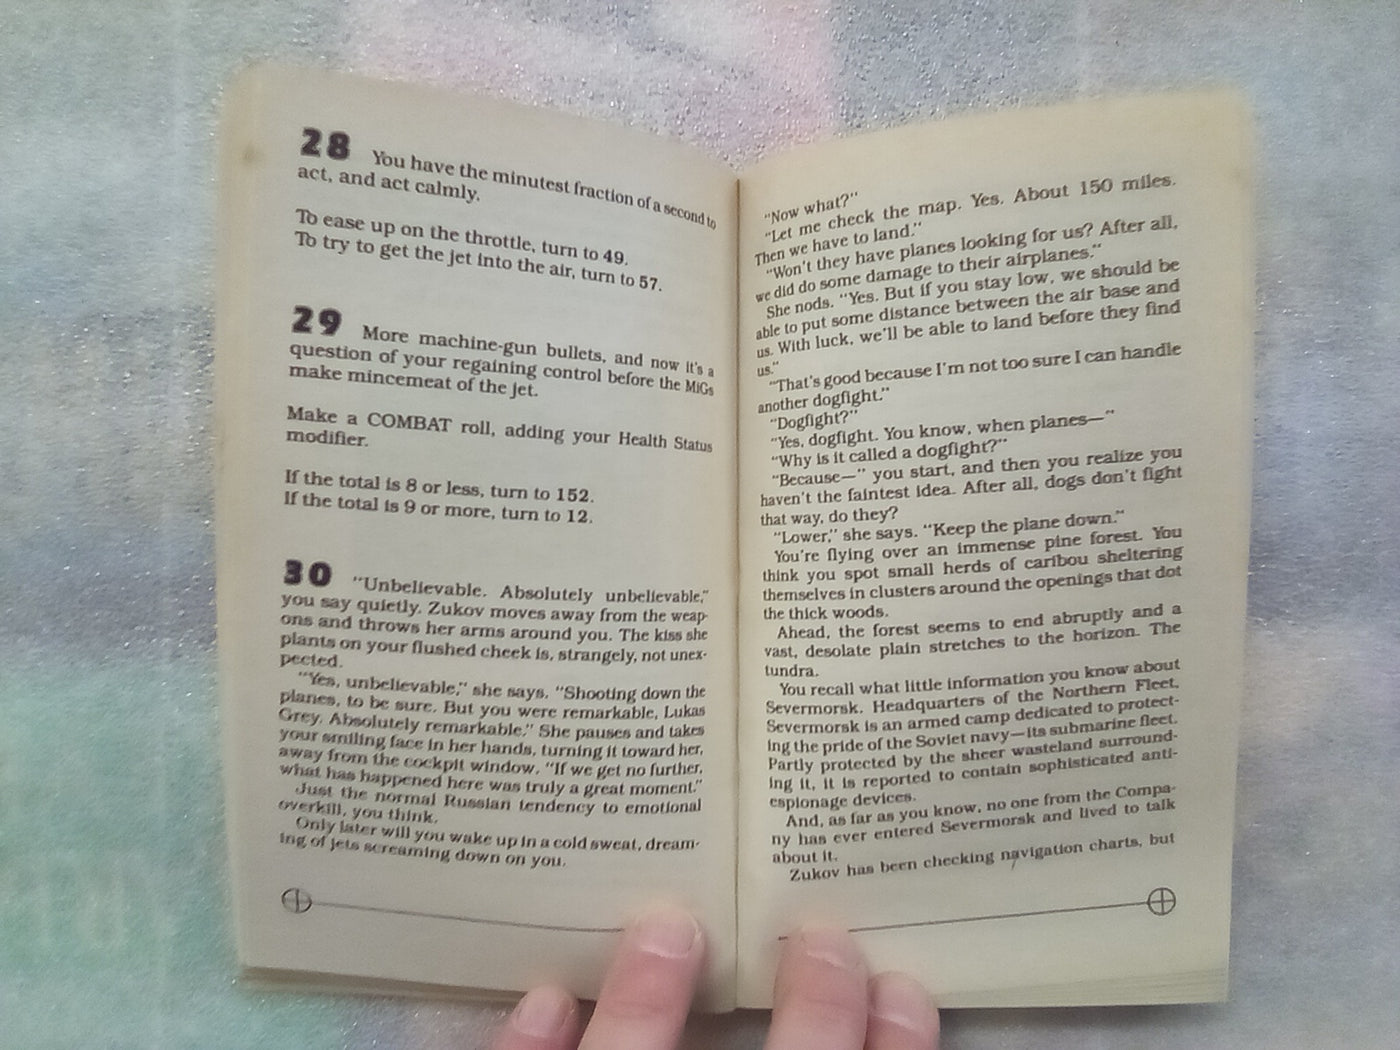 28 You have the minutest fraction of a second to
act, and act calmly.
To ease up on the throttle, turn to 49.
To try to get the jet into the air, turn to 57.
29 More machine-gun bullets, and now it's a
question of your regaining control before the MiGs
make mincemeat of the jet.
Make a COMBAT roll, adding your Health Status
modifier.
If the total is 8 or less, turn to 152.
If the total is 9 or more, turn to 12.
30 "Unbelievable. Absolutely unbelievable,"
you say quietly. Zukov moves away from the weap-
ons and throws her arms around you. The kiss she
plants on your flushed cheek is, strangely, not unex-
pected.
"Yes, unbelievable," she says. "Shooting down the
planes, to be sure. But you were remarkable, Lukas
Grey. Absolutely remarkable." She pauses and takes
your smiling face in her hands, turning it toward her,
away from the cockpit window. "If we get no further,
what has happened here was truly a great moment."
Just the normal Russian tendency to emotional
overkill, you think.
Only later will you wake up in a cold sweat, dream-
ing of jets screaming down on you.
"Now what?"
"Let me check the map. Yes. About 150 miles.
Then we have to land."
"Won't they have planes looking for us? After all,
we did do some damage to their airplanes."
She nods. "Yes. But if you stay low, we should be
able to put some distance between the air base and
us. With luck, we'll be able to land before they find
us."
"That's good because I'm not too sure I can handle
another dogfight."
"Dogfight?"
"Yes, dogfight. You know, when planes—"
"Why is it called a dogfight?"
"Because—" you start, and then you realize you
haven't the faintest idea. After all, dogs don't fight
that way, do they?
"Lower," she says. "Keep the plane down."
You're flying over an immense pine forest. You
think you spot small herds of caribou sheltering
themselves in clusters around the openings that dot
the thick woods.
Ahead, the forest seems to end abruptly and a
vast, desolate plain stretches to the horizon. The
tundra.
You recall what little information you know about
Severmorsk. Headquarters of the Northern Fleet,
Severmorsk is an armed camp dedicated to protect-
ing the pride of the Soviet navy—its submarine fleet.
Partly protected by the sheer wasteland surround-
ing it, it is reported to contain sophisticated anti-
espionage devices.
And, as far as you know, no one from the Compa-
ny has ever entered Severmorsk and lived to talk
about it.
Zukov has been checking navigation charts, but